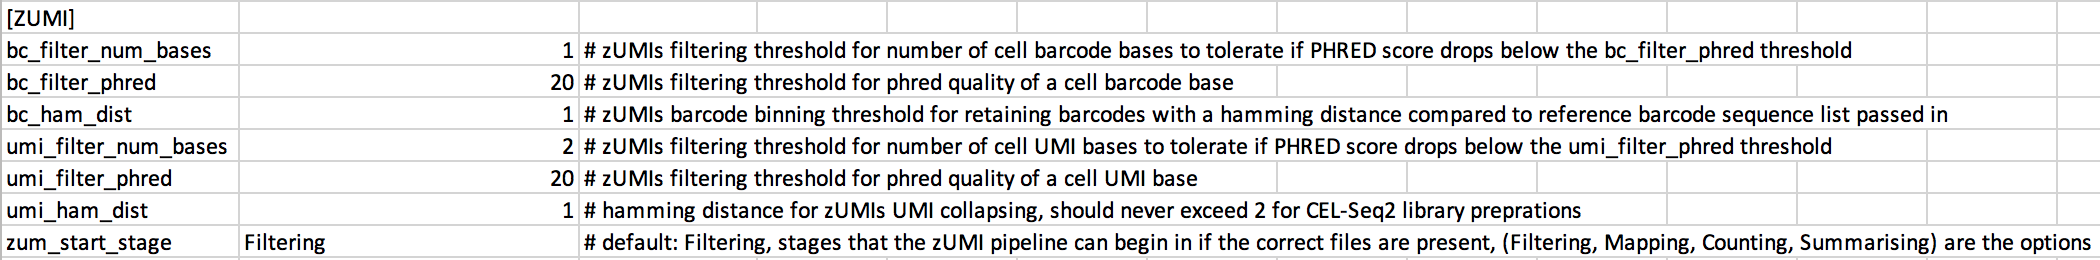 [ZUMI]
bc_filter_num_bases 1 # zUMIs filtering threshold for number of cell barcode bases to tolerate if PHRED score drops below the bc_filter_phred threshold
bc_filter_phred 20 # zUMIs filtering threshold for phred quality of a cell barcode base
bc_ham_dist 1 # zUMIs barcode binning threshold for retaining barcodes with a hamming distance compared to reference barcode sequence list passed in
umi_filter_num_bases 2 # zUMIs filtering threshold for number of cell UMI bases to tolerate if PHRED score drops below the umi_filter_phred threshold
umi_filter_phred 20 # zUMIs filtering threshold for phred quality of a cell UMI base
umi_ham_dist 1 # hamming distance for zUMIs UMI collapsing, should never exceed 2 for CEL-Seq2 library preprations
zum_start_stage Filtering # default: Filtering, stages that the zUMI pipeline can begin in if the correct files are present, (Filtering, Mapping, Counting, Summarising) are the options